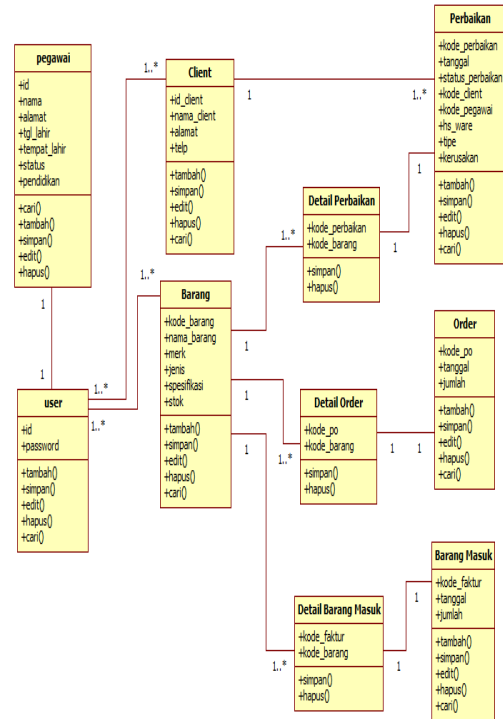 pegawai
+id
+nama
+alamat
+tgl_lahir
+tempat_lahir
+status
+pendidikan
+cari()
+tambah()
+simpan()
+edit()
+hapus()
1
1
user
+id
+password
+tambah()
+simpan()
+edit()
+hapus()
+cari()
1..*
1..*
1..*
1..*
Client
+id_client
+nama_client
+alamat
+telp
+tambah()
+simpan()
+edit()
+hapus()
+cari()
1
1..*
Perbaikan
+kode_perbaikan
+tanggal
+status_perbaikan
+kode_client
+kode_pegawai
+hs_ware
+tipe
+kerusakan
+tambah()
+simpan()
+edit()
+hapus()
+cari()
1
1
Detail Perbaikan
+kode_perbaikan
+kode_barang
+simpan()
+hapus()
1..*
1
Barang
+kode_barang
+nama_barang
+merk
+jenis
+spesifikasi
+stok
+tambah()
+simpan()
+edit()
+hapus()
+cari()
1
1
1..*
Detail Order
+kode_po
+kode_barang
+simpan()
+hapus()
1
1
Order
+kode_po
+tanggal
+jumlah
+tambah()
+simpan()
+edit()
+hapus()
+cari()
Detail Barang Masuk
+kode_faktur
+kode_barang
+simpan()
+hapus()
1..*
1
1
Barang Masuk
+kode_faktur
+tanggal
+jumlah
+tambah()
+simpan()
+edit()
+hapus()
+cari()